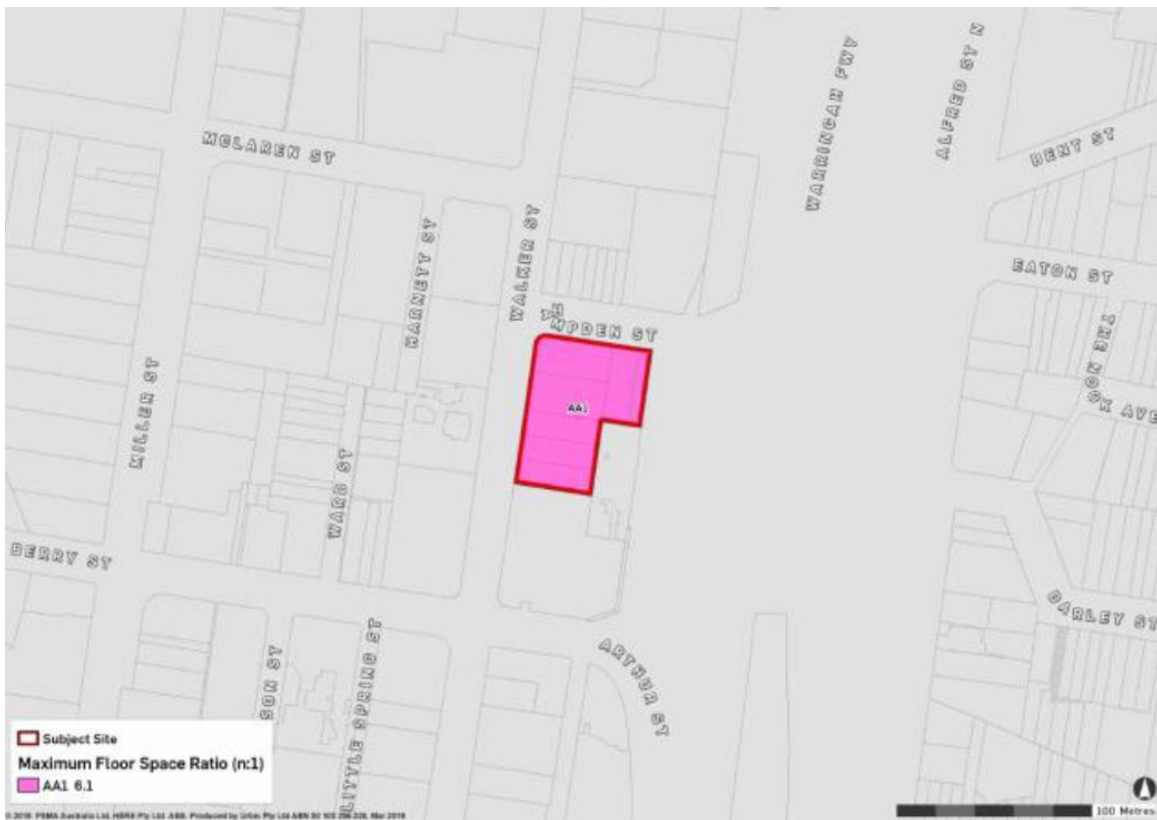 WARRINGAH FWY
ALFRED ST N
BENT ST
MCLAREN ST
WALKER ST
HARNETT ST
EATON ST
THE NOOK AVE
MPDEN ST
AA1
MILLER ST
WARD ST
BERRY ST
DARLEY ST
ARTHUR ST
SON ST
LITTLE SPRING ST
Subject Site
Maximum Floor Space Ratio (n:1)
AA1 6.1
100 Metres